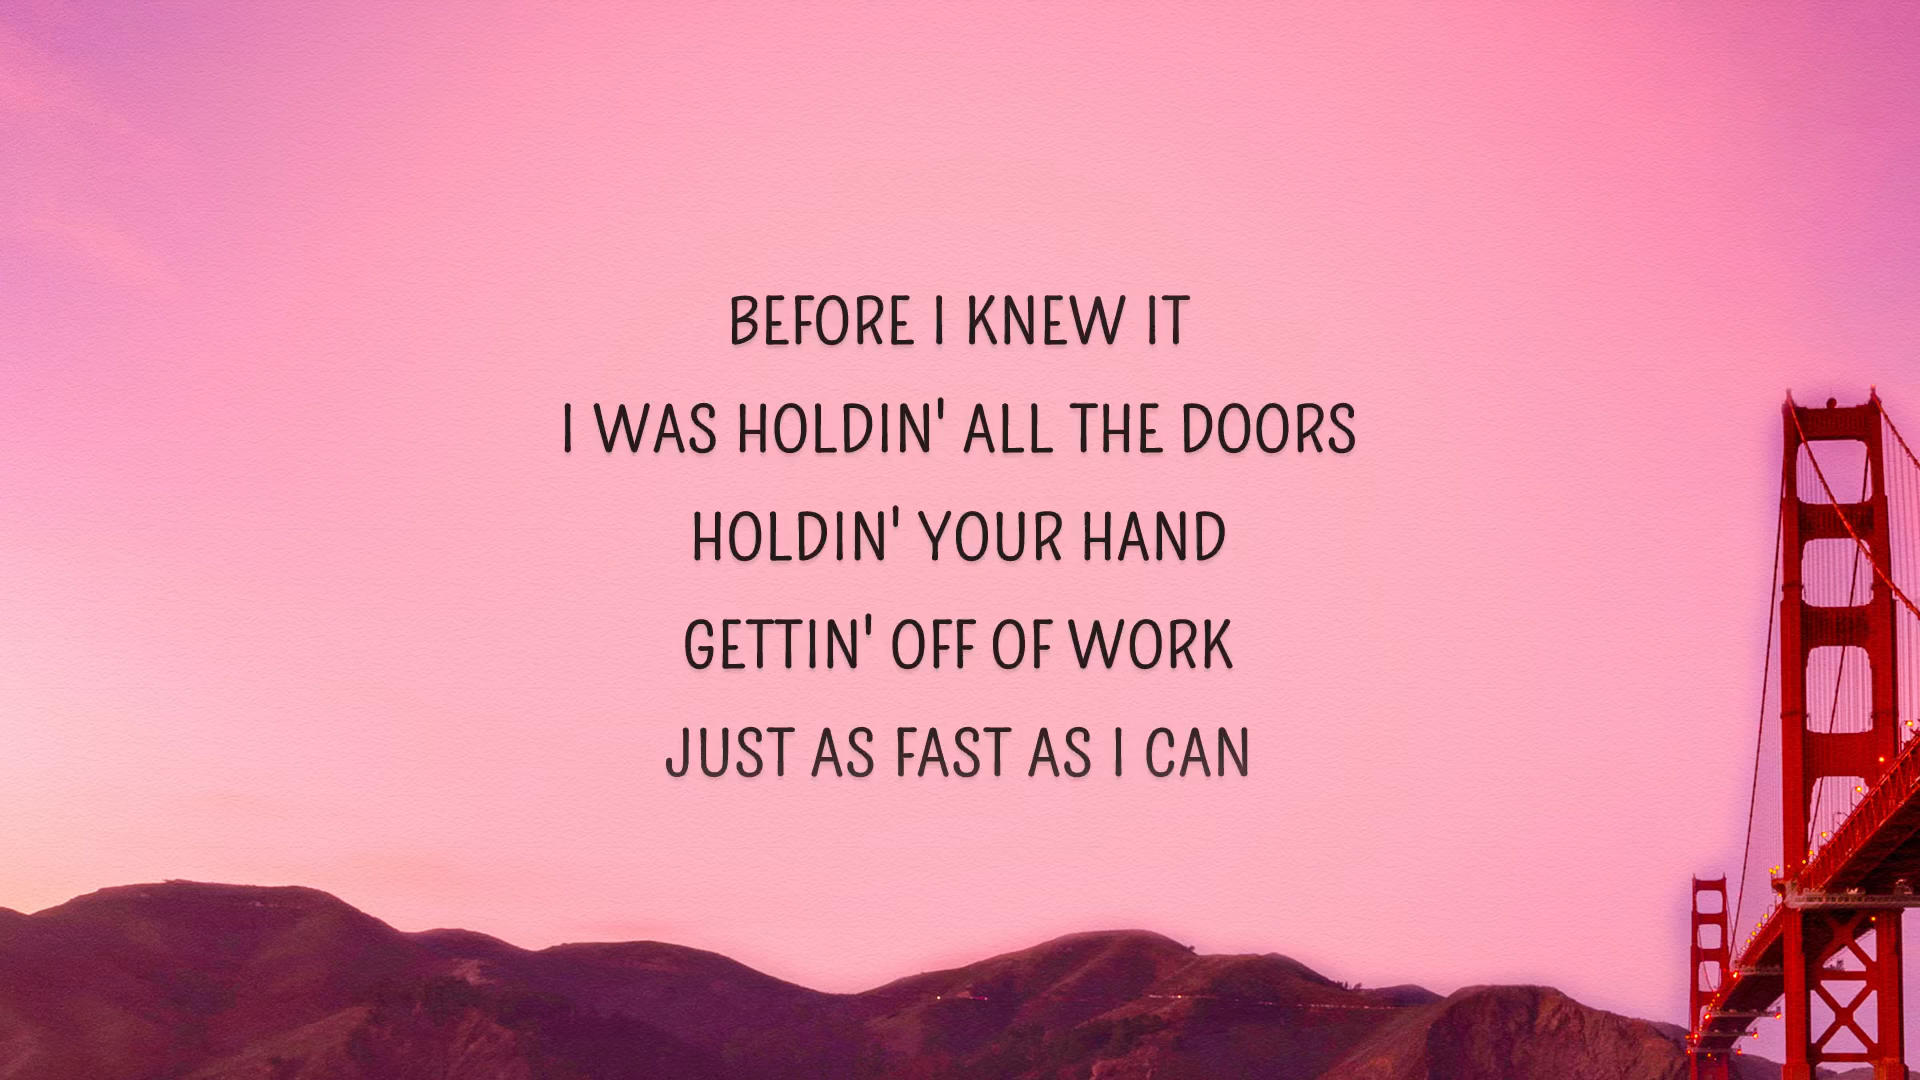 BEFORE I KNEW IT
I WAS HOLDIN' ALL THE DOORS
HOLDIN' YOUR HAND
GETTIN' OFF OF WORK
JUST AS FAST AS I CAN